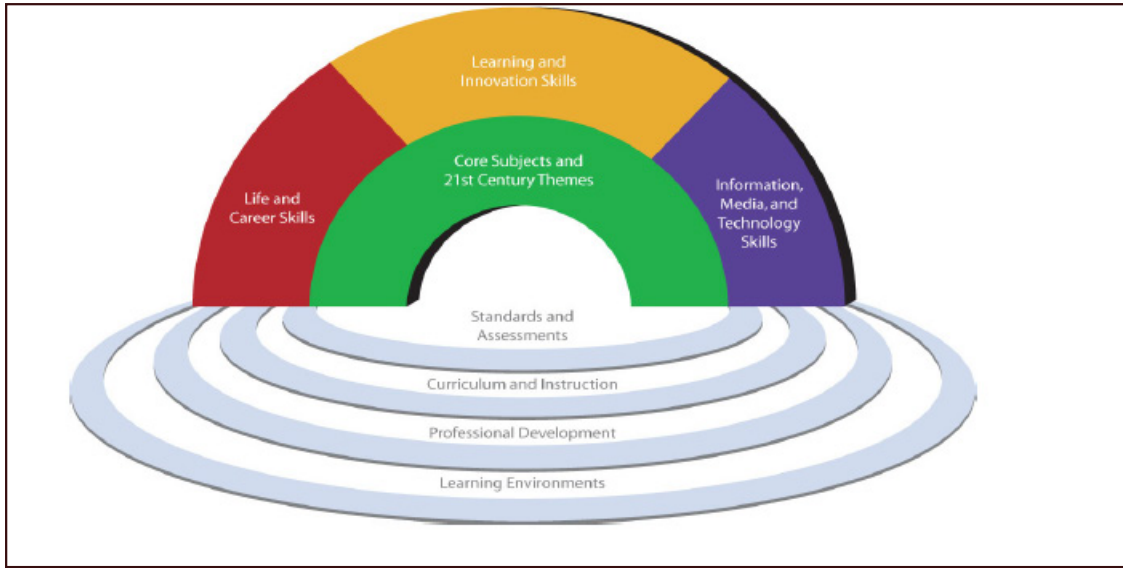 Learning and
Innovation Skills
Core Subjects and
21st Century Themes
Life and
Career Skills
Information,
Media, and
Technology
Skills
Standards and
Assessments
Curriculum and Instruction
Professional Development
Learning Environments